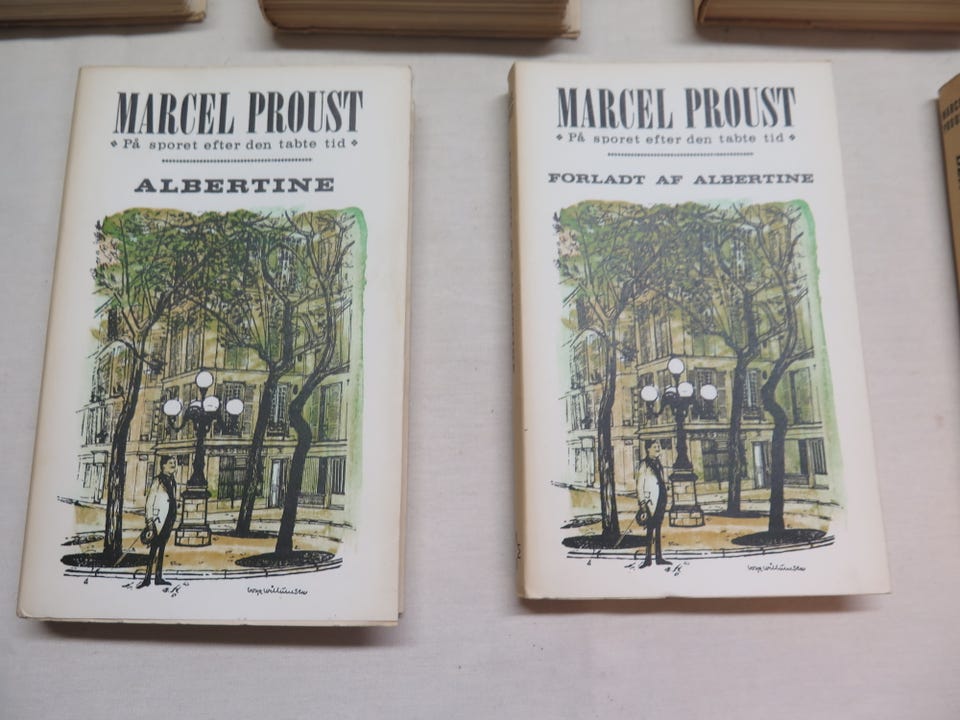 MARCEL PROUST
På sporet efter den tabte tid
ALBERTINE
MARCEL PROUST
På sporet efter den tabte tid
FORLADT AF ALBERTINE